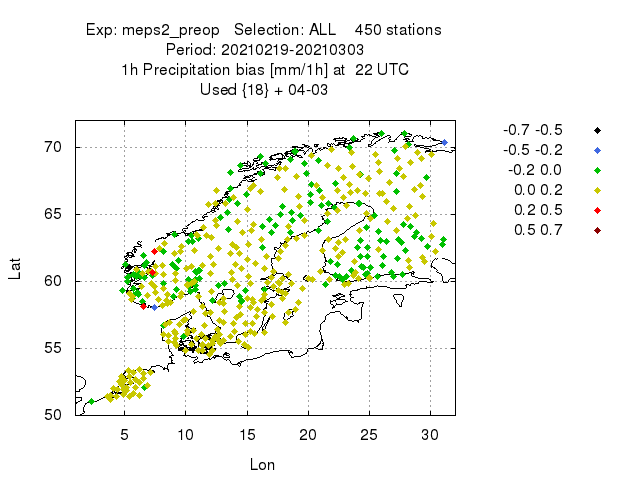 Exp: meps2_preop   Selection: ALL    450 stations
Period: 20210219-20210303
1h Precipitation bias [mm/1h] at  22 UTC
Used {18} + 04-03
-0.7 -0.5
-0.5 -0.2
-0.2 0.0
0.0 0.2
0.2 0.5
0.5 0.7
70
65
60
55
50
Lat
5 10 15 20 25 30
Lon